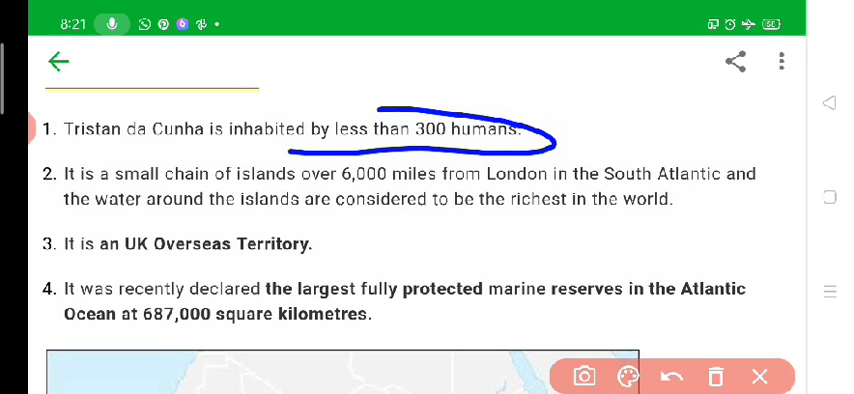 8:21
1. Tristan da Cunha is inhabited by less than 300 humans.
2. It is a small chain of islands over 6,000 miles from London in the South Atlantic and
the water around the islands are considered to be the richest in the world.
3. It is an UK Overseas Territory.
4. It was recently declared the largest fully protected marine reserves in the Atlantic
Ocean at 687,000 square kilometres.